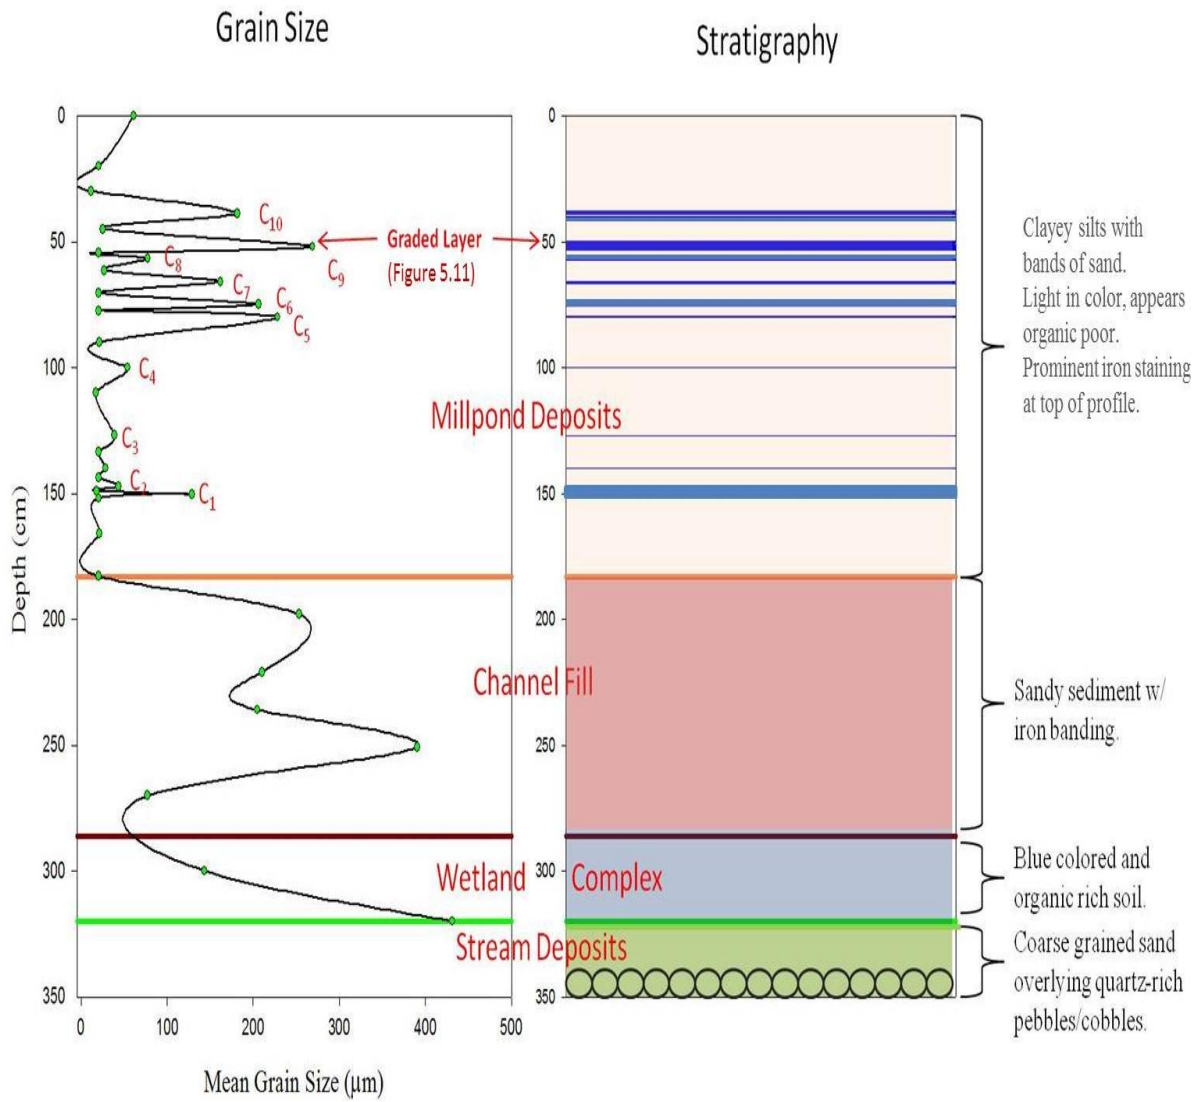 Grain Size
Stratigraphy
0
50
100
150
200
250
300
350
Depth (cm)
0
100
200
300
400
500
Mean Grain Size (μm)
C10
C9
C8
C7
C6
C5
C4
C3
C2
C1
Graded Layer
(Figure 5.11)
Millpond Deposits
Channel Fill
Wetland Complex
Stream Deposits
0
50
100
150
200
250
300
350
Clayey silts with
bands of sand.
Light in color, appears
organic poor.
Prominent iron staining
at top of profile.
Sandy sediment w/
iron banding.
Blue colored and
organic rich soil.
Coarse grained sand
overlying quartz-rich
pebbles/cobbles.